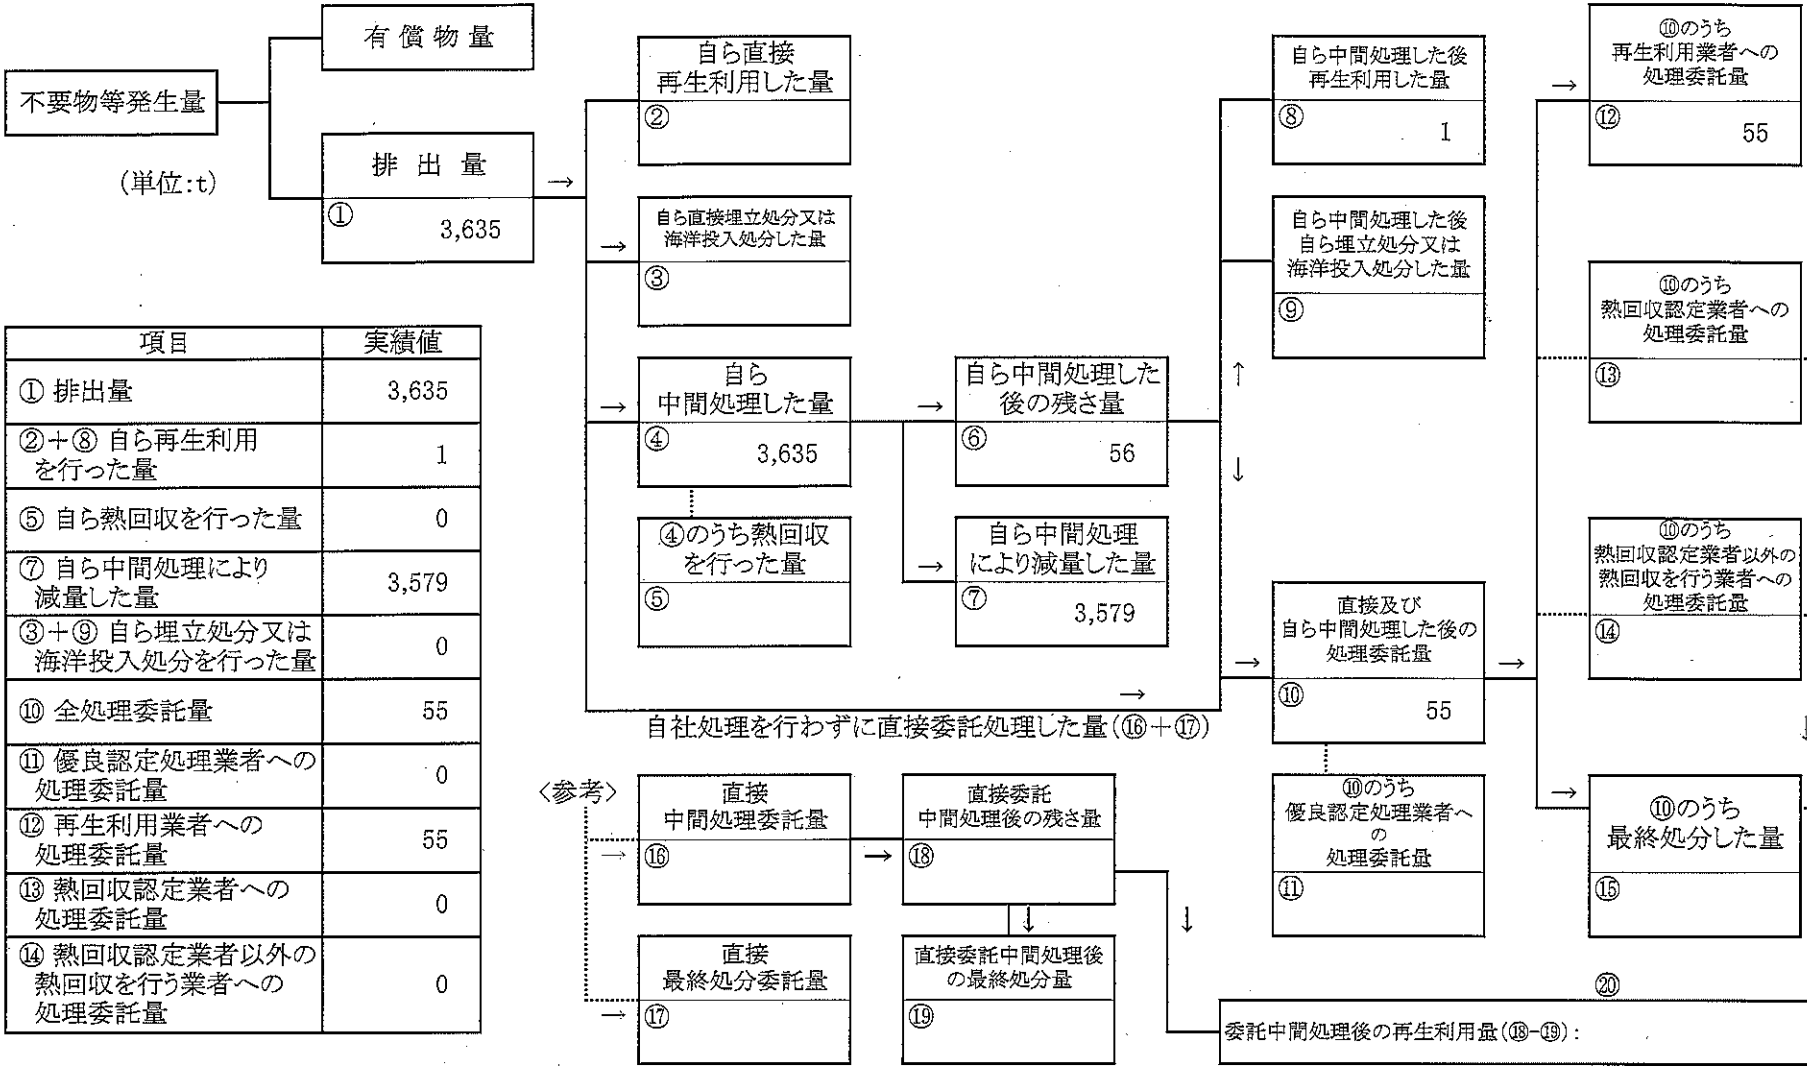 不要物等発生量
(単位:t)
有償物量
排出量
①
3,635
→
自ら直接
再生利用した量
②
→
自ら直接埋立処分又は
海洋投入処分した量
③
→
自ら
中間処理した量
④
3,635
④のうち熱回収
を行った量
⑤
→
自ら中間処理した
後の残さ量
⑥
56
→
自ら中間処理
により減量した量
⑦
3,579
→
自社処理を行わずに直接委託処理した量(⑯+⑰)
↑
↓
自ら中間処理した後
再生利用した量
⑧
1
自ら中間処理した後
自ら埋立処分又は
海洋投入処分した量
⑨
→
直接及び
自ら中間処理した後の
処理委託量
⑩
55
→
⑩のうち
優良認定処理業者へ
の
処理委託量
⑪
→
⑩のうち
再生利用業者への
処理委託量
⑫
55
⑩のうち
熱回収認定業者への
処理委託量
⑬
⑩のうち
熱回収認定業者以外の
熱回収を行う業者への
処理委託量
⑭
→
⑩のうち
最終処分した量
⑮
↓
項目 実績値
① 排出量 3,635
②+⑧ 自ら再生利用
を行った量 1
⑤ 自ら熱回収を行った量 0
⑦ 自ら中間処理により
減量した量 3,579
③+⑨ 自ら埋立処分又は
海洋投入処分を行った量 0
⑩ 全処理委託量 55
⑪ 優良認定処理業者への
処理委託量 0
⑫ 再生利用業者への
処理委託量 55
⑬ 熱回収認定業者への
処理委託量 0
⑭ 熱回収認定業者以外の
熱回収を行う業者への
処理委託量 0
〈参考〉
→
直接
中間処理委託量
⑯
→
直接委託
中間処理後の残さ量
⑱
↓
↓
→
直接
最終処分委託量
⑰
直接委託中間処理後
の最終処分量
⑲
⑳
委託中間処理後の再生利用量(⑱-⑲):